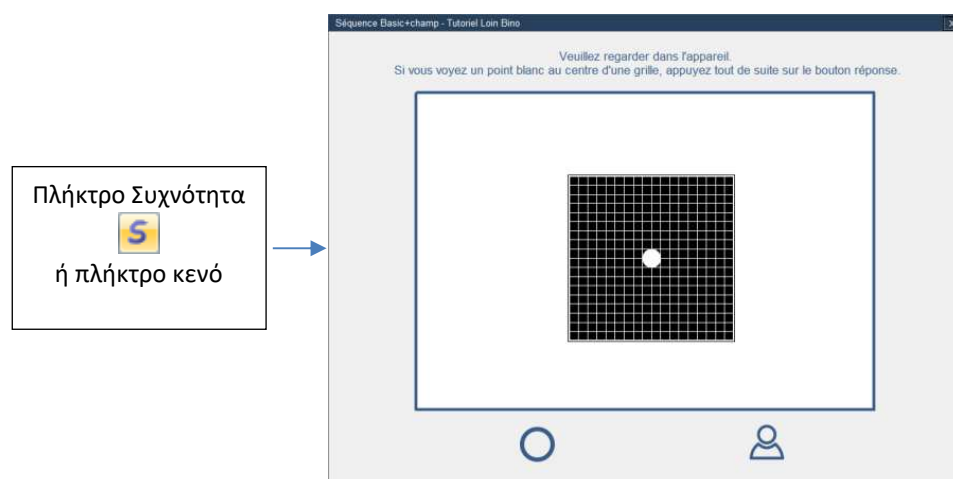 Séquence Basic+champ - Tutoriel Loin Bino
Veuillez regarder dans l'appareil.
Si vous voyez un point blanc au centre d'une grille, appuyez tout de suite sur le bouton réponse.
Πλήκτρο Συχνότητα
S
ή πλήκτρο κενό